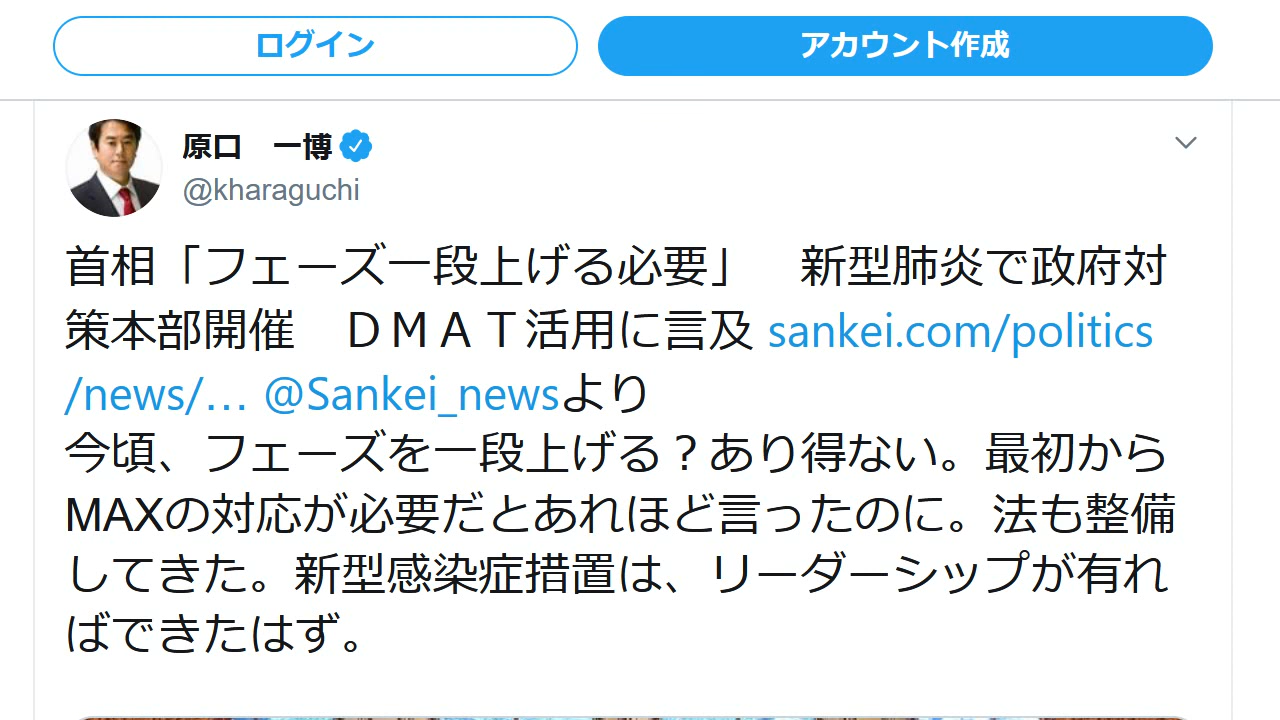 ログイン
アカウント作成
原口　一博
@kharaguchi
首相「フェーズ一段上げる必要」　新型肺炎で政府対
策本部開催　ＤＭＡＴ活用に言及 sankei.com/politics
/news/… @Sankei_newsより
今頃、フェーズを一段上げる？あり得ない。最初から
MAXの対応が必要だとあれほど言ったのに。法も整備
してきた。新型感染症措置は、リーダーシップが有れ
ばできたはず。